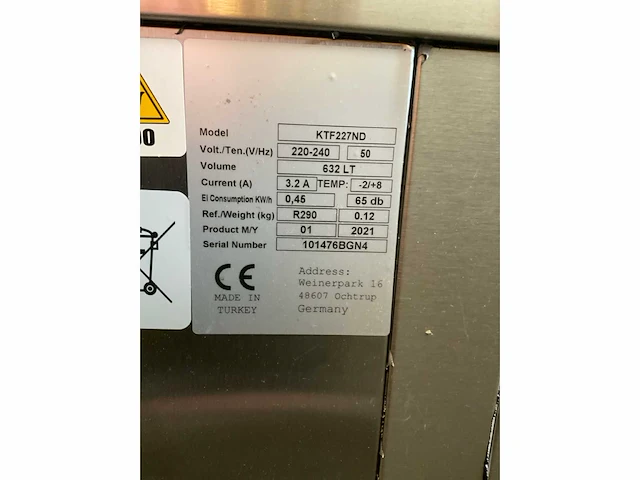 Model KTF227ND
Volt./Ten.(V/Hz) 220-240 50
Volume 632 LT
Current (A) 3.2 A TEMP: -2/+8
El Consumption KW/h 0,45 65 db
Ref./Weight (kg) R290 0.12
Product M/Y 01 2021
Serial Number 101476BGN4
CE
MADE IN
TURKEY
Address:
Weinerpark 16
48607 Ochtrup
Germany